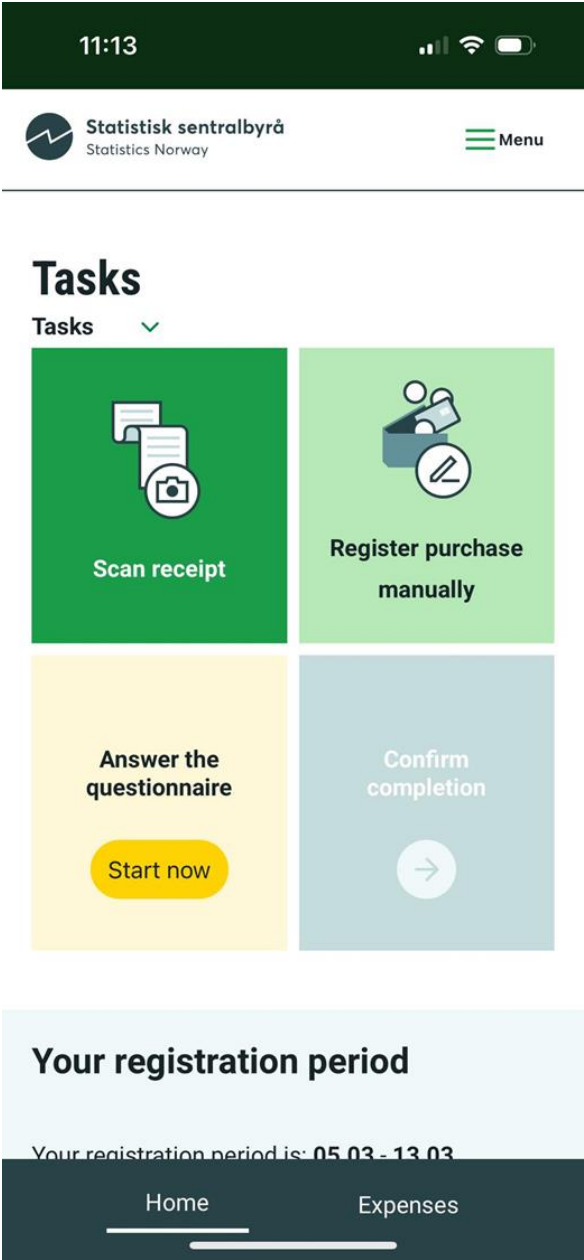 11:13
Statistisk sentralbyrå
Statistics Norway
Menu
Tasks
Tasks
Scan receipt
Register purchase
manually
Answer the
questionnaire
Start now
Confirm
completion
Your registration period
Your registration period is: 05.03 - 13.03
Home
Expenses